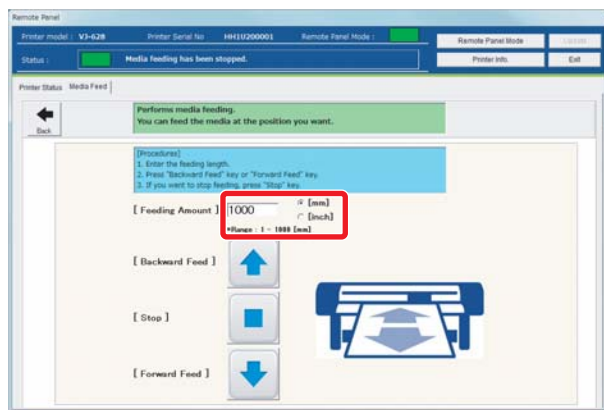 Remote Panel
Printer model : VJ-628 Printer Serial No HH1U200001 Remote Panel Mode :
Remote Panel Mode
Status : Media feeding has been stopped.
Printer Info. Exit
Printer Status Media Feed
Back
Performs media feeding.
You can feed the media at the position you want.
[Procedures]
1. Enter the feeding length.
2. Press "Backward Feed" key or "Forward Feed" key.
3. If you want to stop feeding, press "Stop" key.
[ Feeding Amount ] 1000 [mm]
[inch]
*Range : 1 - 1000 [mm]
[ Backward Feed ]
[ Stop ]
[ Forward Feed ]